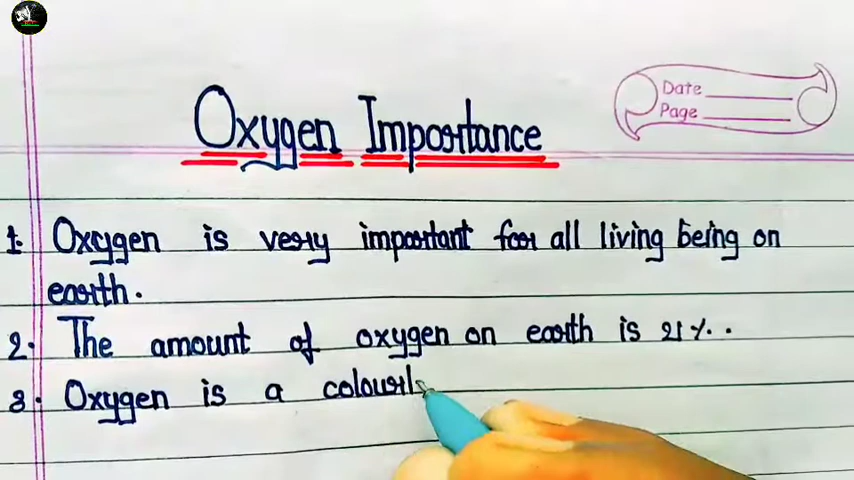 Oxygen Importance
Date
Page
1. Oxygen is very important for all living being on
earth.
2. The amount of oxygen on earth is 21%.
3. Oxygen is a colourl